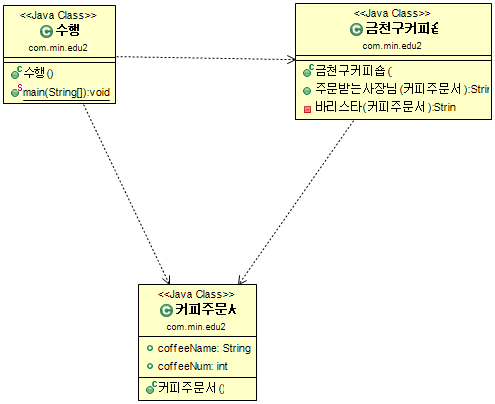 <<Java Class>>
수행
com.min.edu2
수행()
main(String[]):void
<<Java Class>>
금천구커피숍
com.min.edu2
금천구커피숍(
주문받는사장님(커피주문서):Strin
바리스타(커피주문서):Strin
<<Java Class>>
커피주문서
com.min.edu2
coffeeName: String
coffeeNum: int
커피주문서()